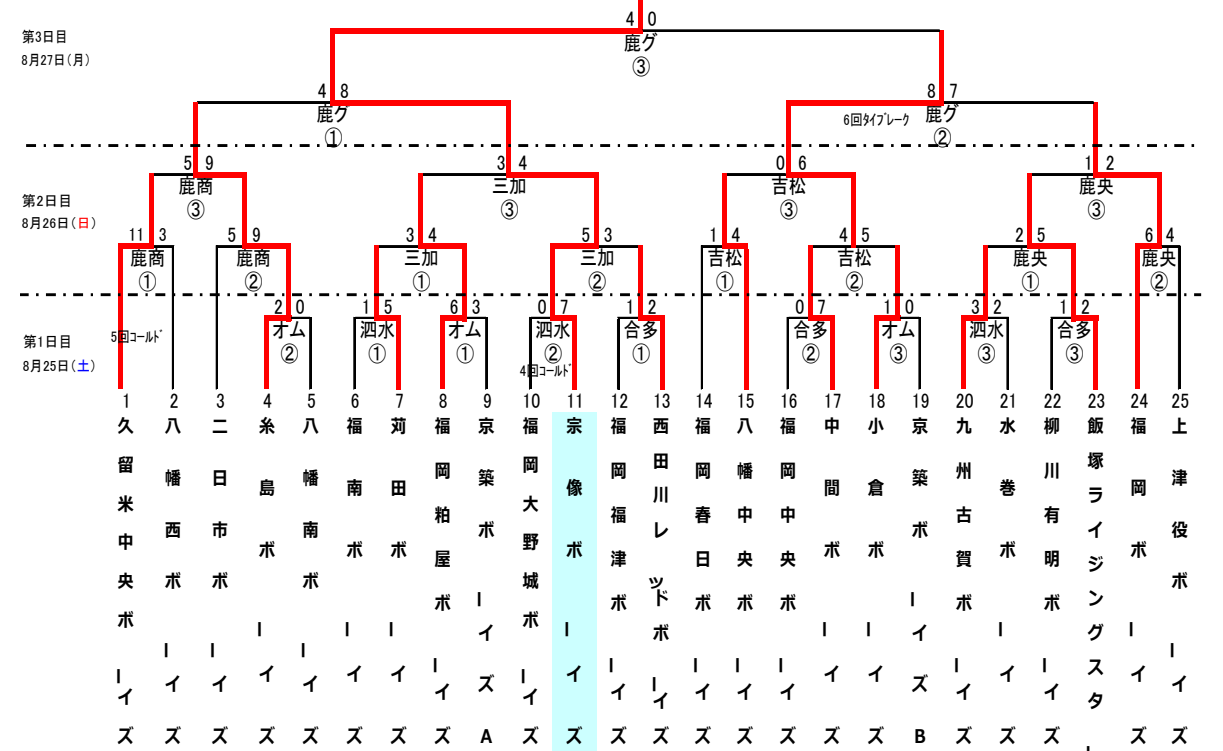 4 0
第3日目
鹿グ
8月27日(月)
③
4 8
8 7
鹿グ
6回タイブレーク
鹿グ
①
②
5 9
3 4
0 6
1 2
鹿商
三加
吉松
鹿央
第2日目
③
③
③
③
8月26日(日)
11 3
5 9
3 4
5 3
1 4
4 5
2 5
6 4
鹿商
鹿商
三加
三加
吉松
吉松
鹿央
鹿央
①
②
①
②
①
②
①
②
2 0
1 5
6 3
0 7
1 2
0 7
1 0
3 2
1 2
第1日目
5回コールド
オム
泗水
オム
泗水
合多
合多
オム
泗水
合多
②
①
①
②
①
②
③
③
③
8月25日(土)
4回コールド
1 2 3 4 5 6 7 8 9 10 11 12 13 14 15 16 17 18 19 20 21 22 23 24 25
久留米中央ボーイズ
八幡西ボーイズ
二日市ボーイズ
糸島ボーイズ
八幡南ボーイズ
福南ボーイズ
苅田ボーイズ
福岡粕屋ボーイズ
京築ボーイズA
福岡大野城ボーイズ
宗像ボーイズ
福岡福津ボーイズ
西田川レッドボーイズ
福岡春日ボーイズ
八幡中央ボーイズ
福岡中央ボーイズ
中間ボーイズ
小倉ボーイズ
京築ボーイズB
九州古賀ボーイズ
水巻ボーイズ
柳川有明ボーイズ
飯塚ライジングスタ
福岡ボーイズ
上津役ボーイズ